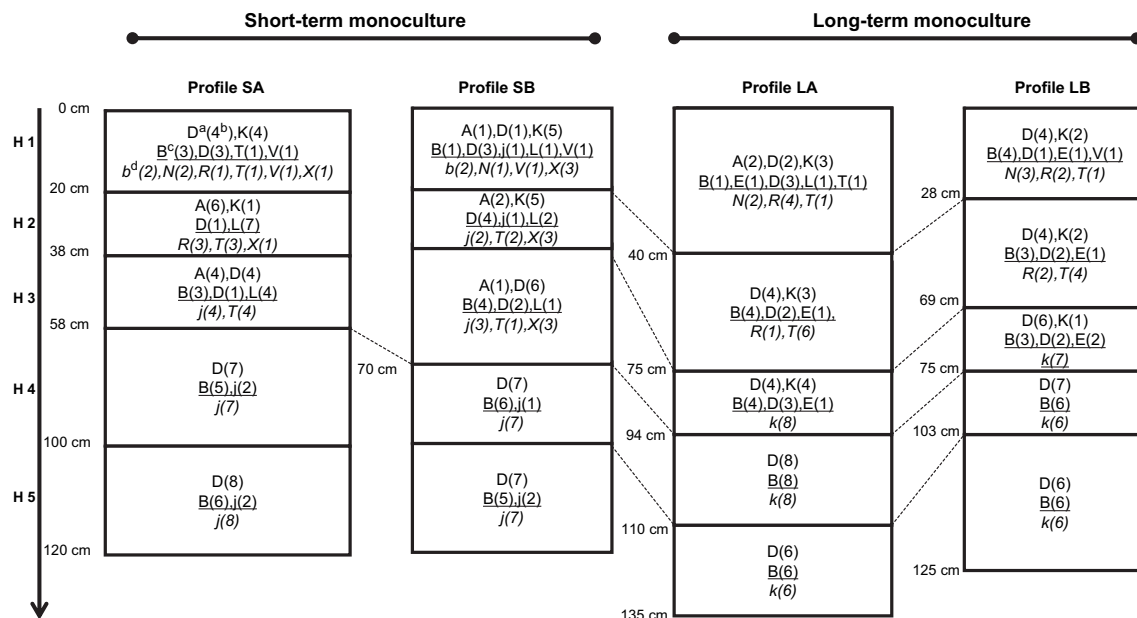 Short-term monoculture
Long-term monoculture
Profile SA
Profile SB
Profile LA
Profile LB
0 cm
H 1
20 cm
H 2
38 cm
H 3
58 cm
H 4
100 cm
H 5
120 cm
Dᵃ(4ᵇ),K(4)
Bᶜ(3),D(3),T(1),V(1)
bᵈ(2),N(2),R(1),T(1),V(1),X(1)
A(6),K(1)
D(1),L(7)
R(3),T(3),X(1)
A(4),D(4)
B(3),D(1),L(4)
j(4),T(4)
D(7)
B(5),j(2)
j(7)
D(8)
B(6),j(2)
j(8)
70 cm
A(1),D(1),K(5)
B(1),D(3),j(1),L(1),V(1)
b(2),N(1),V(1),X(3)
A(2),K(5)
D(4),j(1),L(2)
j(2),T(2),X(3)
A(1),D(6)
B(4),D(2),L(1)
j(3),T(1),X(3)
D(7)
B(6),j(1)
j(7)
D(7)
B(5),j(2)
j(7)
40 cm
75 cm
94 cm
110 cm
135 cm
A(2),D(2),K(3)
B(1),E(1),D(3),L(1),T(1)
N(2),R(4),T(1)
D(4),K(3)
B(4),D(2),E(1),
R(1),T(6)
D(4),K(4)
B(4),D(3),E(1)
k(8)
D(8)
B(8)
k(8)
D(6)
B(6)
k(6)
28 cm
69 cm
75 cm
103 cm
125 cm
D(4),K(2)
B(4),D(1),E(1),V(1)
N(3),R(2),T(1)
D(4),K(2)
B(3),D(2),E(1)
R(2),T(4)
D(6),K(1)
B(3),D(2),E(2)
k(7)
D(7)
B(6)
k(6)
D(6)
B(6)
k(6)